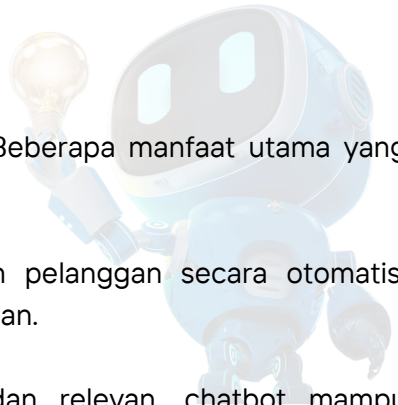 Beberapa manfaat utama yang
pelanggan secara otomatis
an.
dan relevan, chatbot mampu